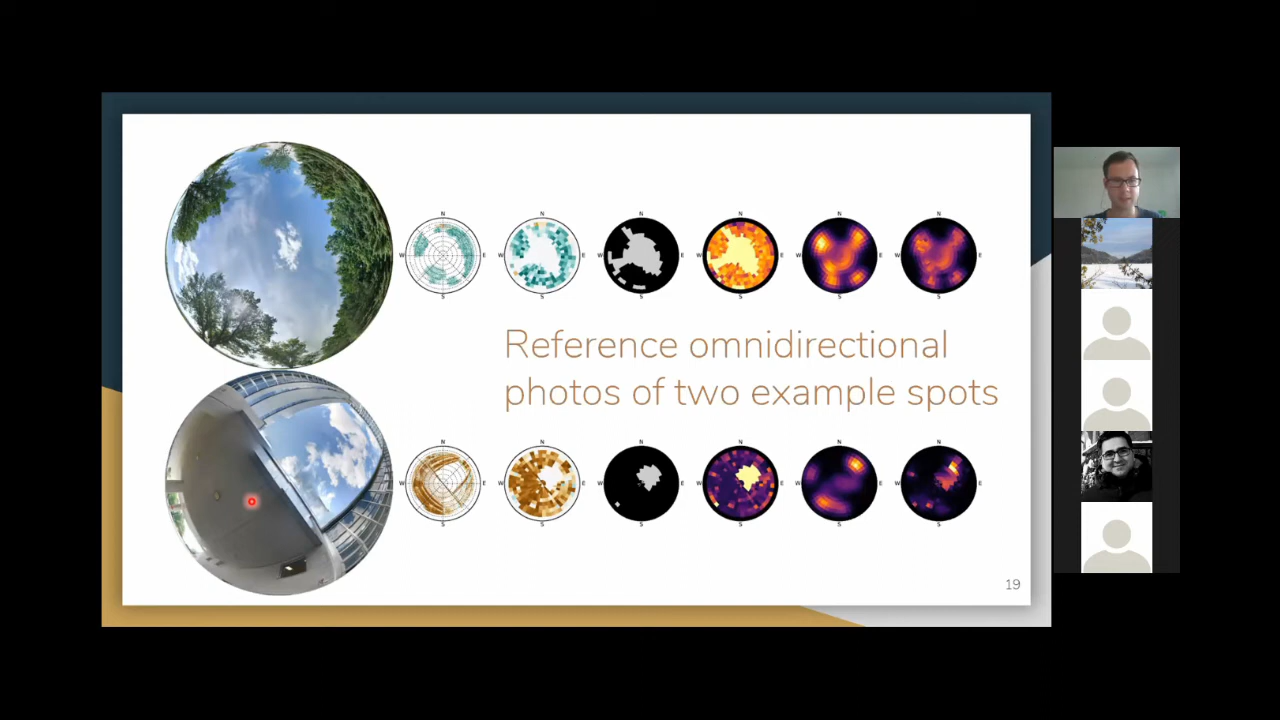 N N N N N N
W E W E W E W E W E W E
S S S S S S
Reference omnidirectional
photos of two example spots
N N N N N N
W E W E W E W E W E W E
S S S S S S
19